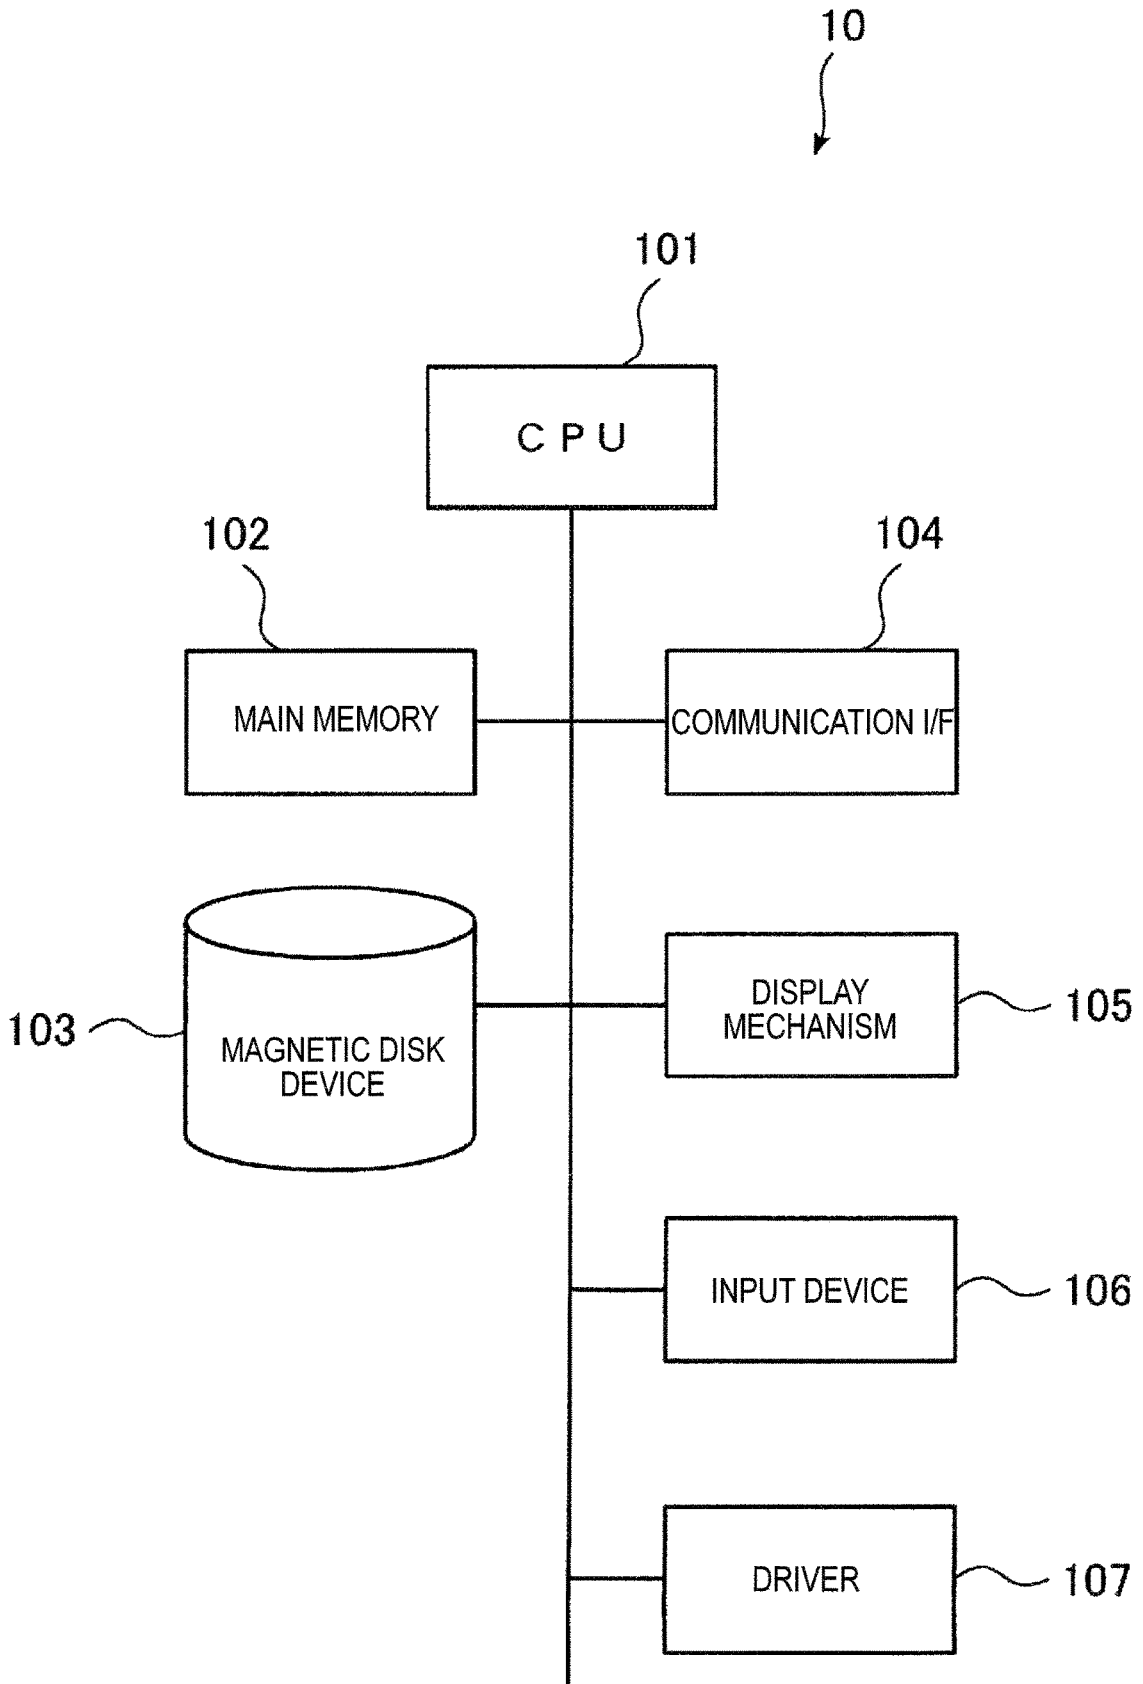 10
101
C P U
102
104
MAIN MEMORY
COMMUNICATION I/F
103
MAGNETIC DISK
DEVICE
DISPLAY
MECHANISM
105
INPUT DEVICE
106
DRIVER
107